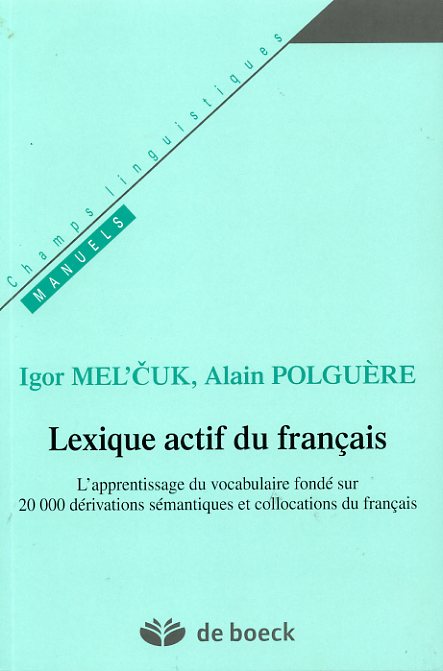 Champs linguistiques
MANUELS
Igor MEL'ČUK, Alain POLGUÈRE
Lexique actif du français
L'apprentissage du vocabulaire fondé sur
20 000 dérivations sémantiques et collocations du français
de boeck